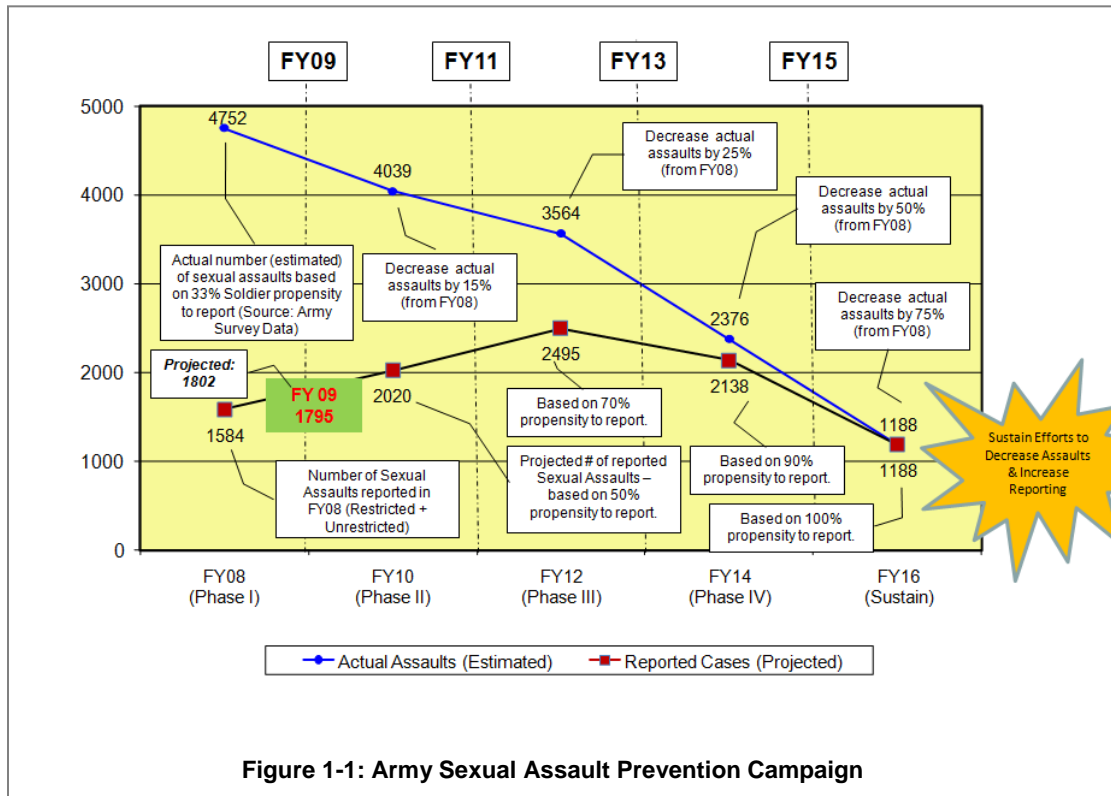 FY09
FY11
FY13
FY15
5000
4000
3000
2000
1000
0
4752
4039
3564
2376
1188
Decrease actual
assaults by 25%
(from FY08)
Decrease actual
assaults by 50%
(from FY08)
Actual number (estimated)
of sexual assaults based
on 33% Soldier propensity
to report (Source: Army
Survey Data)
Decrease actual
assaults by 15%
(from FY08)
Decrease actual
assaults by 75%
(from FY08)
Projected:
1802
FY 09
1795
1584
2020
2495
2138
1188
Based on 70%
propensity to report.
Number of Sexual
Assaults reported in
FY08 (Restricted +
Unrestricted)
Projected # of reported
Sexual Assaults –
based on 50%
propensity to report.
Based on 90%
propensity to report.
Based on 100%
propensity to report.
Sustain Efforts to
Decrease Assaults
& Increase
Reporting
FY08
(Phase I)
FY10
(Phase II)
FY12
(Phase III)
FY14
(Phase IV)
FY16
(Sustain)
Actual Assaults (Estimated)
Reported Cases (Projected)
Figure 1-1: Army Sexual Assault Prevention Campaign